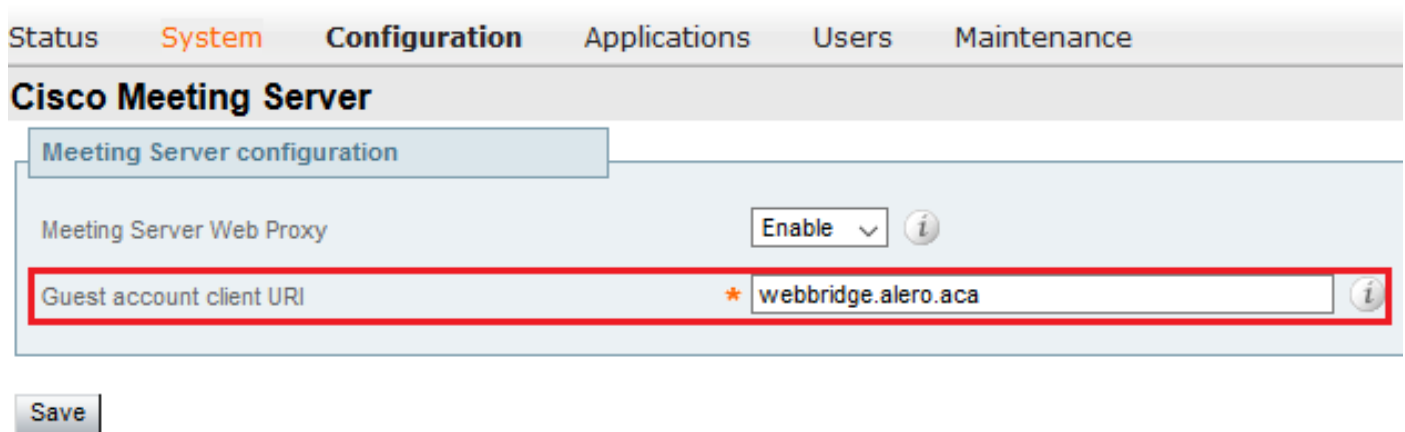 Status System Configuration Applications Users Maintenance
Cisco Meeting Server
Meeting Server configuration
Meeting Server Web Proxy Enable i
Guest account client URI * webbridge.alero.aca i
Save